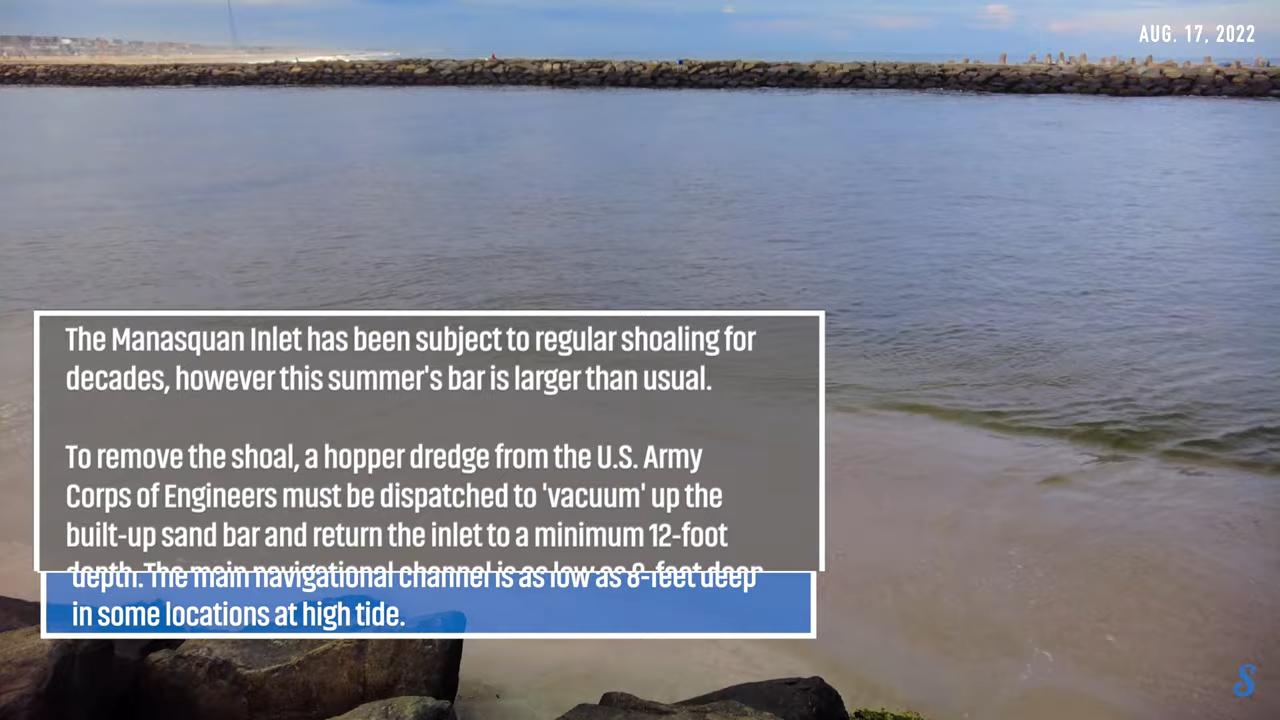 AUG. 17, 2022
The Manasquan Inlet has been subject to regular shoaling for
decades, however this summer's bar is larger than usual.
To remove the shoal, a hopper dredge from the U.S. Army
Corps of Engineers must be dispatched to 'vacuum' up the
built-up sand bar and return the inlet to a minimum 12-foot
depth. The main navigational channel is as low as 8-feet deep
in some locations at high tide.
S